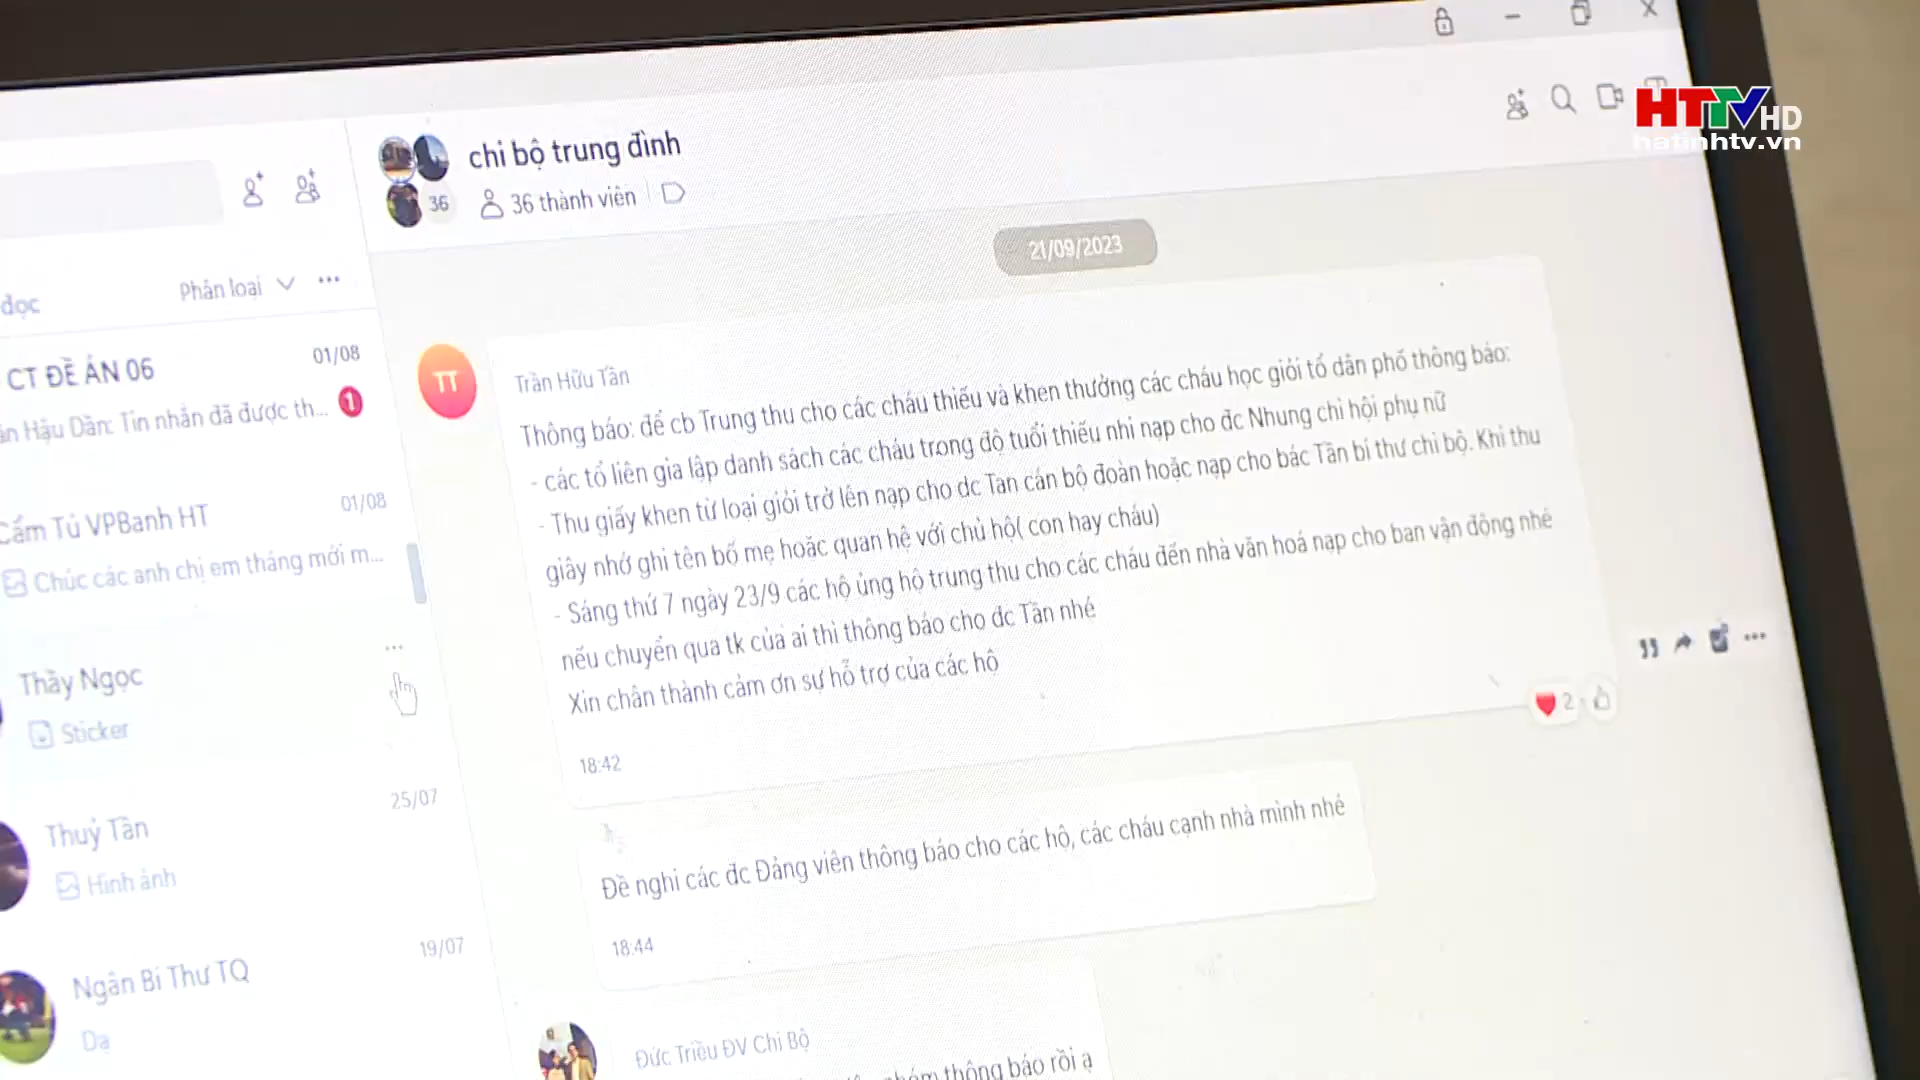 HTTV HD
hatinhtv.vn
chi bộ trung đình
36
36 thành viên
21/09/2023
đọc
Phân loại
CT ĐỀ ÁN 06
01/08
Hậu Dần: Tin nhắn đã được th...
1
Cẩm Tú VPBanh HT
01/08
Chúc các anh chị em tháng mới m...
Thầy Ngọc
Sticker
Thuỷ Tần
25/07
Hình ảnh
Ngân Bí Thư TQ
19/07
Dạ
TT
Trần Hữu Tân
Thông báo: để cb Trung thu cho các cháu thiếu và khen thưởng các cháu học giỏi tổ dân phố thông báo:
- các tổ liên gia lập danh sách các cháu trong độ tuổi thiếu nhi nạp cho đc Nhung chi hội phụ nữ
- Thu giấy khen từ loại giỏi trở lên nạp cho đc Tân cán bộ đoàn hoặc nạp cho bác Tần bí thư chi bộ. Khi thu
giây nhớ ghi tên bố mẹ hoặc quan hệ với chủ hộ( con hay cháu)
- Sáng thứ 7 ngày 23/9 các hộ ủng hộ trung thu cho các cháu đến nhà văn hoá nạp cho ban vận động nhé
nếu chuyển qua tk của ai thì thông báo cho đc Tần nhé
Xin chân thành cảm ơn sự hỗ trợ của các hộ
18:42
2
Đề nghi các đc Đảng viên thông báo cho các hộ, các cháu cạnh nhà mình nhé
18:44
Đức Triều ĐV Chi Bộ
thông báo rồi ạ